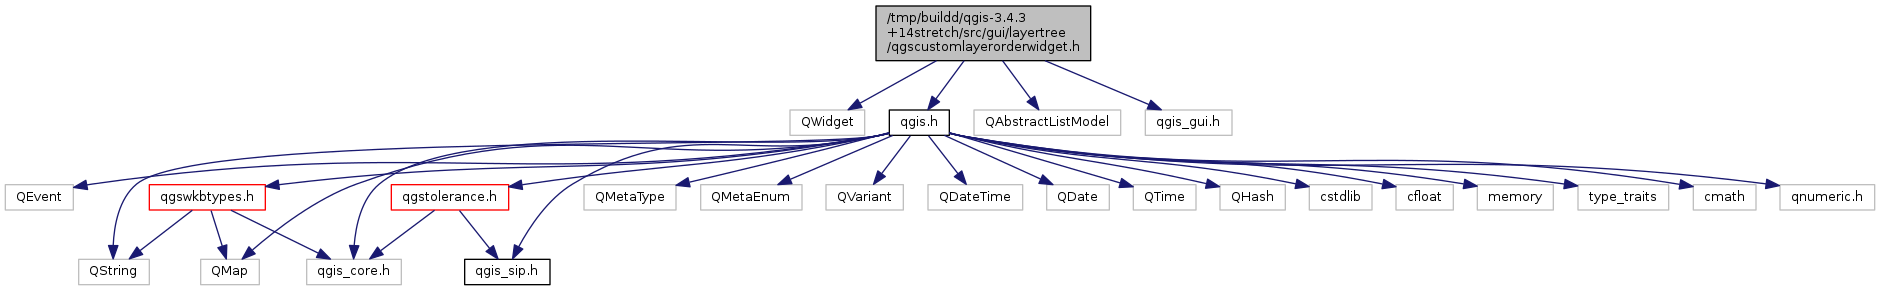 /tmp/buildd/qgis-3.4.3
+14stretch/src/gui/layertree
/qgscustomlayerorderwidget.h
QWidget
qgis.h
QAbstractListModel
qgis_gui.h
QEvent
qgswkbtypes.h
qgstolerance.h
QMetaType
QMetaEnum
QVariant
QDateTime
QDate
QTime
QHash
cstdlib
cfloat
memory
type_traits
cmath
qnumeric.h
QString
QMap
qgis_core.h
qgis_sip.h